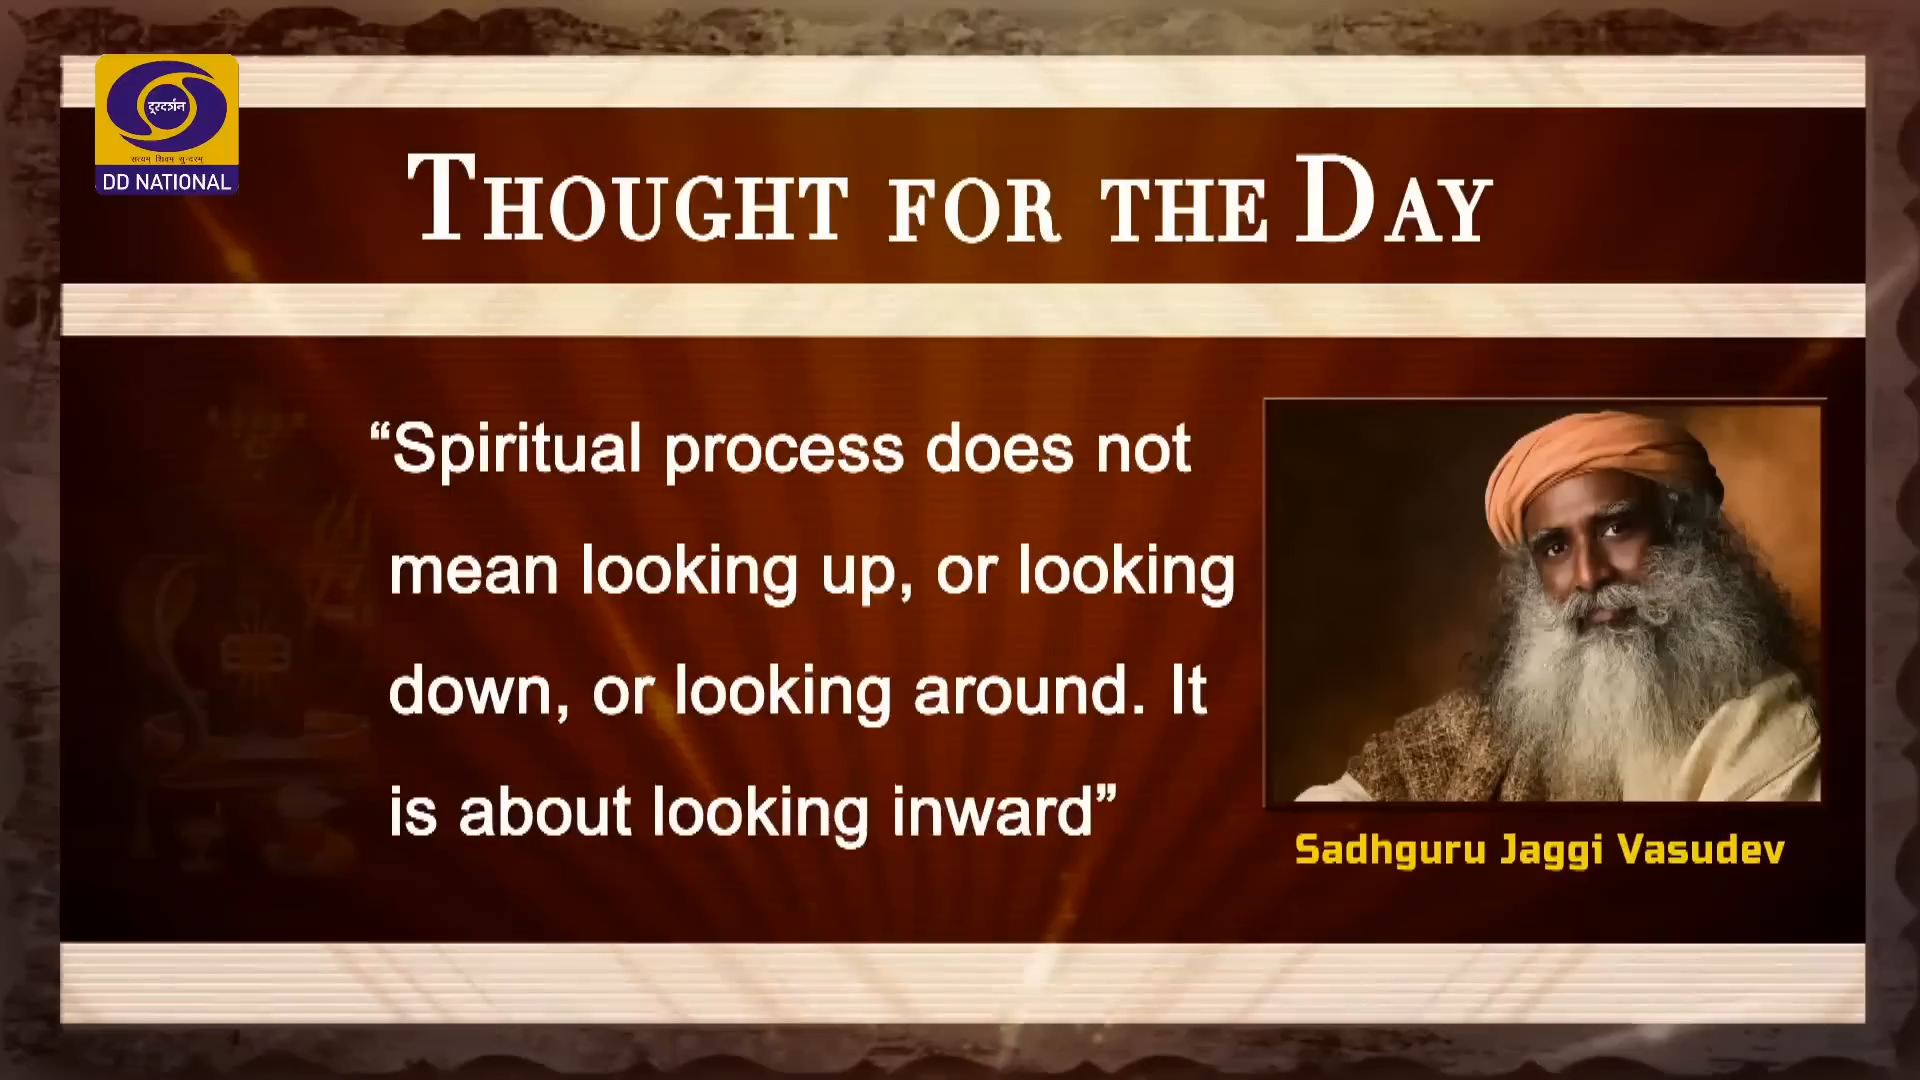 दूरदर्शन
सत्यम शिवम सुन्दरम्
DD NATIONAL
THOUGHT FOR THE DAY
“Spiritual process does not
mean looking up, or looking
down, or looking around. It
is about looking inward”
Sadhguru Jaggi Vasudev